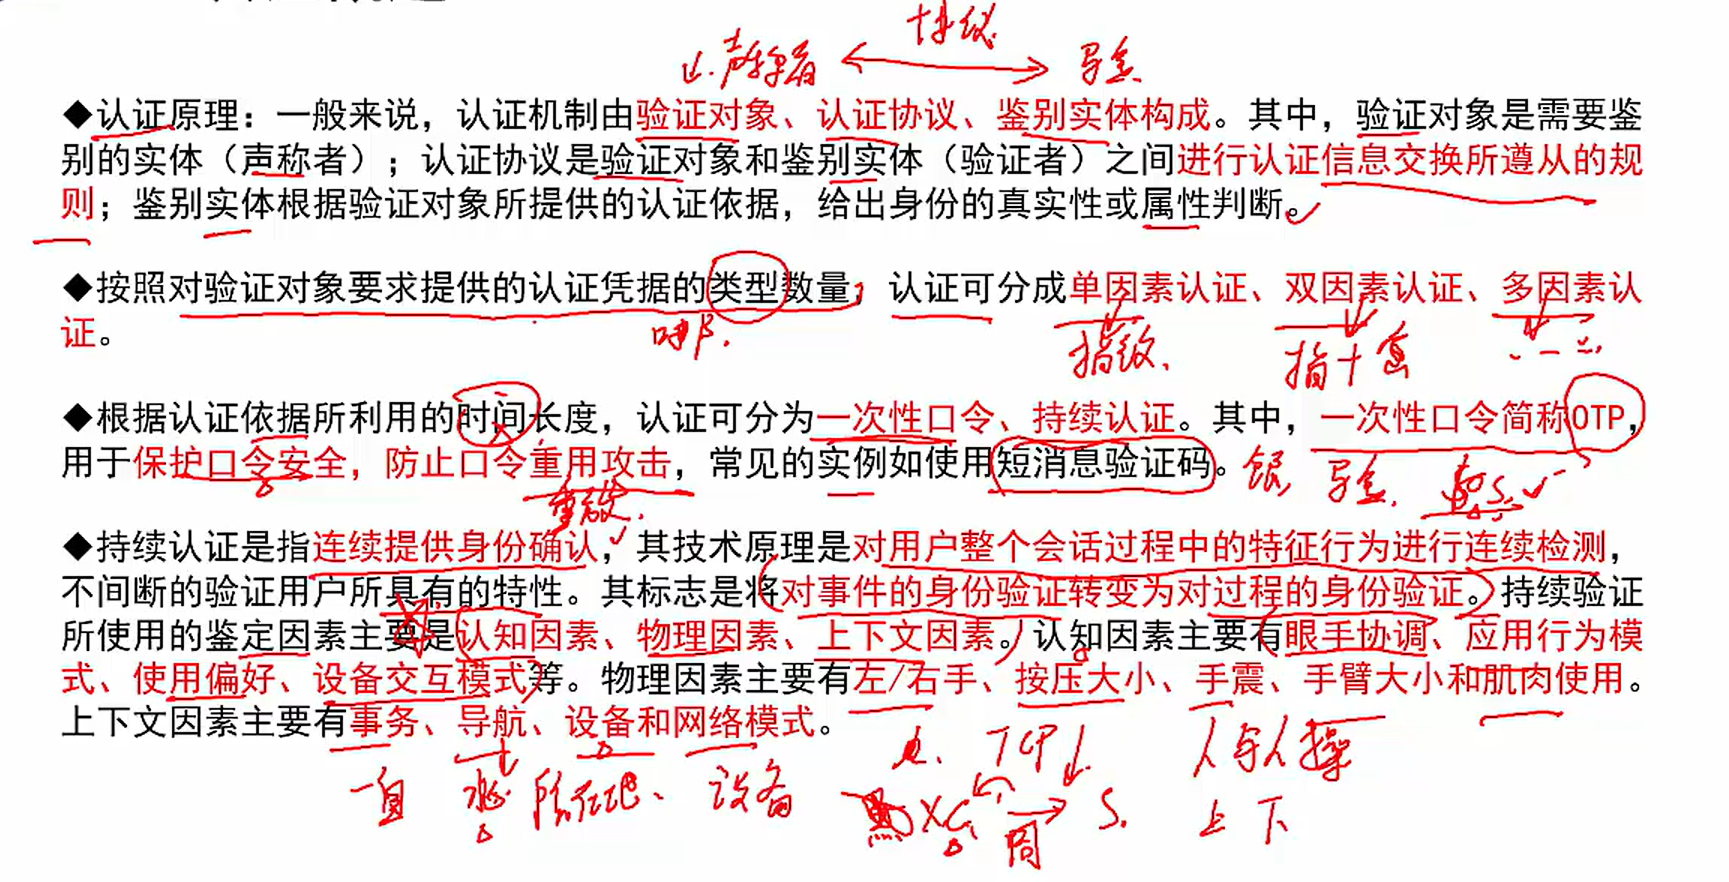 协议
声称者
◆认证原理：一般来说，认证机制由验证对象、认证协议、鉴别实体构成。其中，验证对象是需要鉴
别的实体（声称者）；认证协议是验证对象和鉴别实体（验证者）之间进行认证信息交换所遵从的规
则；鉴别实体根据验证对象所提供的认证依据，给出身份的真实性或属性判断。
◆按照对验证对象要求提供的认证凭据的类型数量，认证可分成单因素认证、双因素认证、多因素认
证。
◆根据认证依据所利用的时间长度，认证可分为一次性口令、持续认证。其中，一次性口令简称OTP，
用于保护口令安全，防止口令重用攻击，常见的实例如使用短消息验证码。
重放
◆持续认证是指连续提供身份确认，其技术原理是对用户整个会话过程中的特征行为进行连续检测，
不间断的验证用户所具有的特性。其标志是将对事件的身份验证转变为对过程的身份验证。持续验证
所使用的鉴定因素主要是认知因素、物理因素、上下文因素。认知因素主要有眼手协调、应用行为模
式、使用偏好、设备交互模式等。物理因素主要有左/右手、按压大小、手震、手臂大小和肌肉使用。
上下文因素主要有事务、导航、设备和网络模式。
TCP
人与人操
所在地、设备
S.
上下